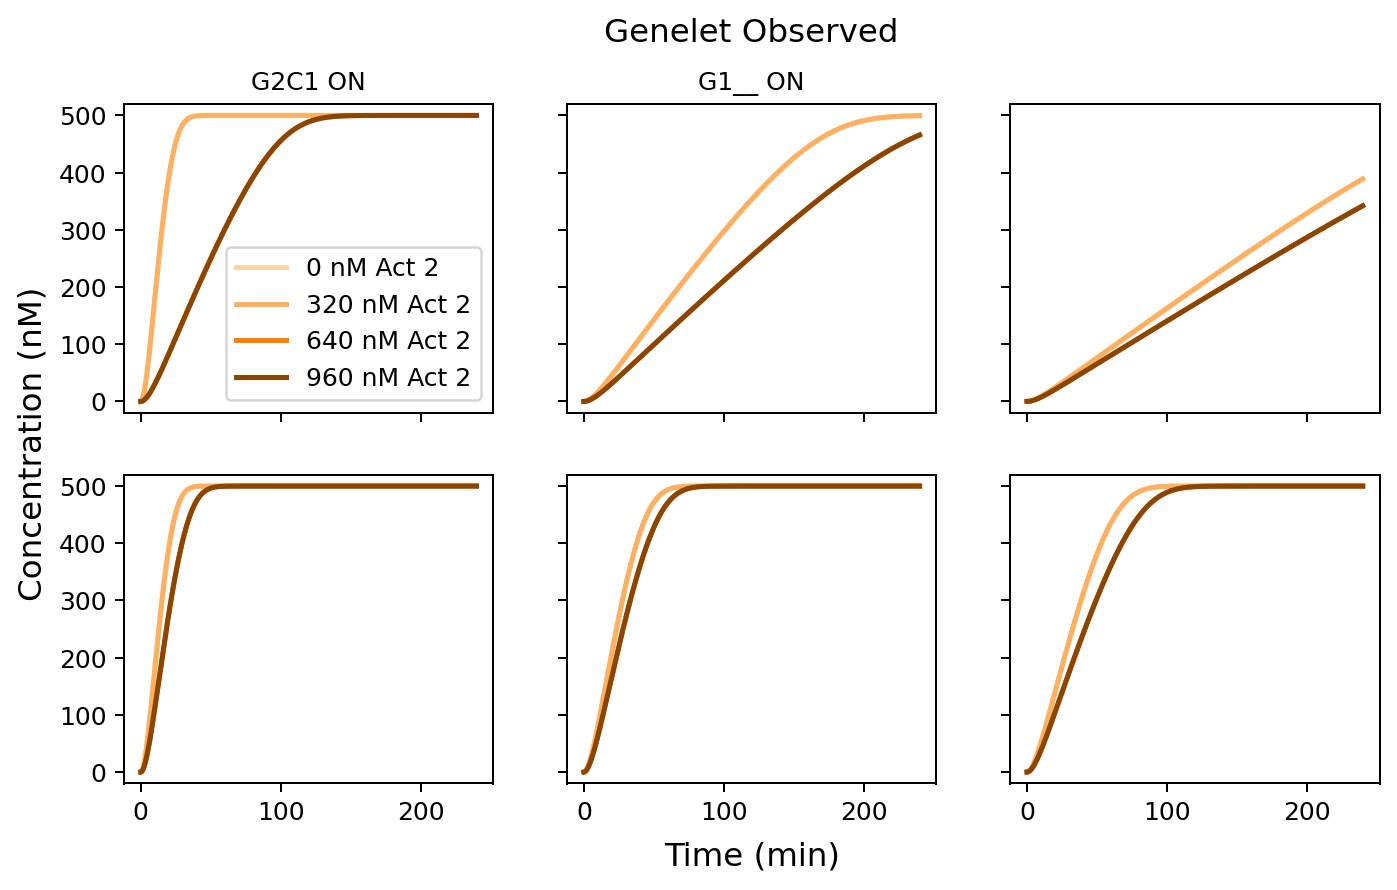 Genelet Observed
G2C1 ON
G1__ ON
500
400
300
200
100
0
0 nM Act 2
320 nM Act 2
640 nM Act 2
960 nM Act 2
Concentration (nM)
500
400
300
200
100
0
0 100 200
0 100 200
0 100 200
Time (min)